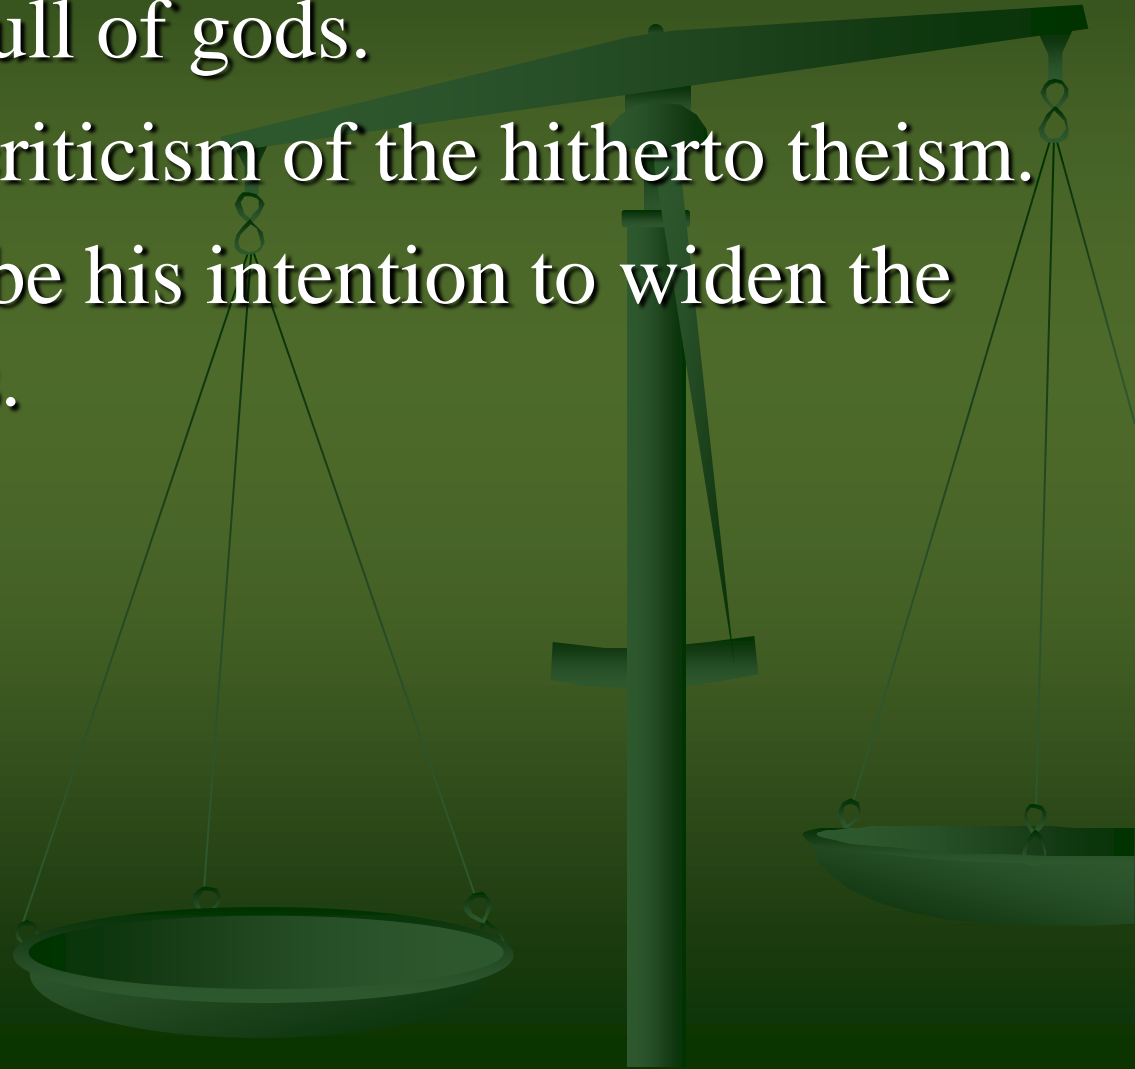 ull of gods.
riticism of the hitherto theism.
be his intention to widen the
.